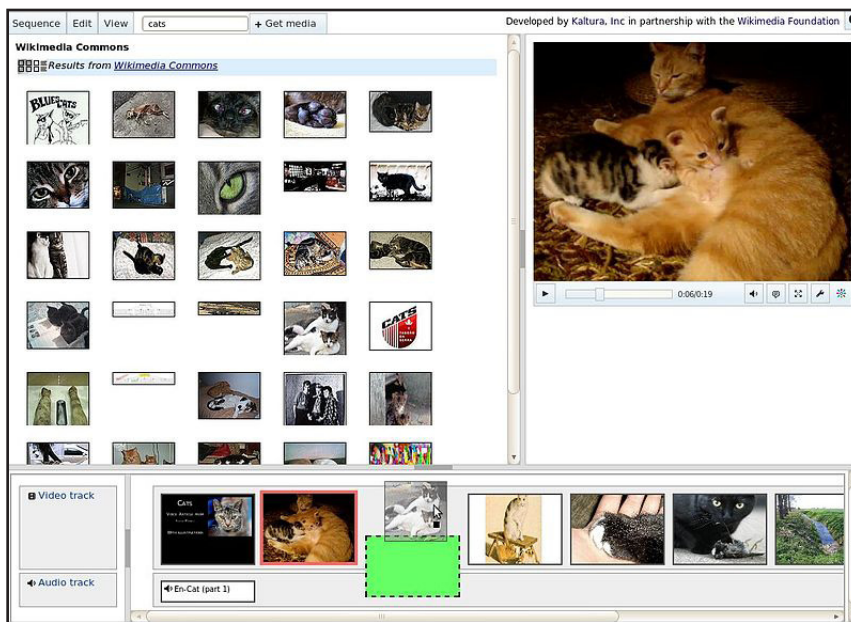 Sequence Edit View cats + Get media Developed by Kaltura, Inc in partnership with the Wikimedia Foundation
Wikimedia Commons
Results from Wikimedia Commons
BLUES CATS
CATS
0:06/0:19
Video track
CATS
Audio track
En-Cat (part 1)